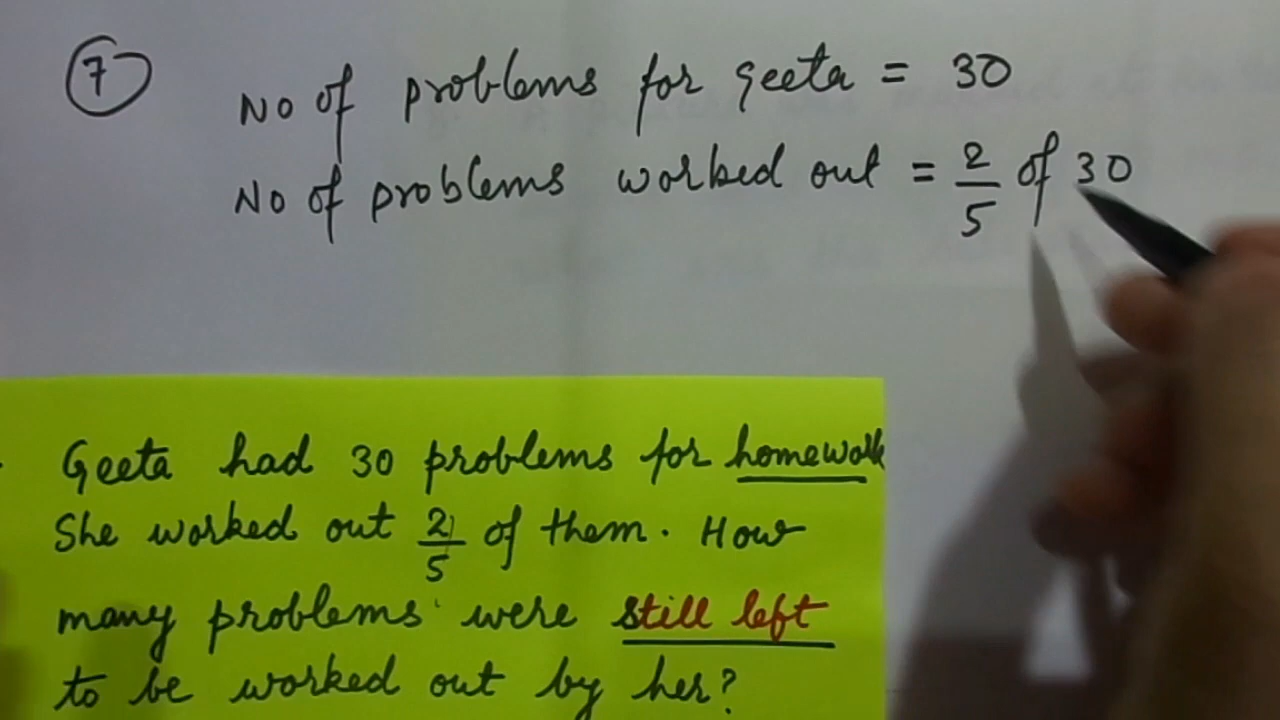 7
No of problems for Geeta = 30
No of problems worked out = 2/5 of 30
Geeta had 30 problems for homework
She worked out 2/5 of them. How
many problems were still left
to be worked out by her?